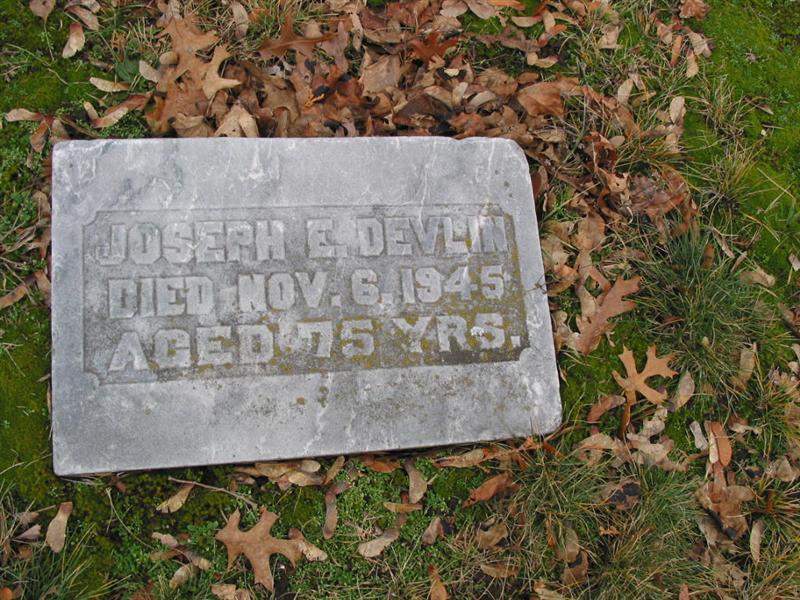 JOSEPH E. DEVLIN
DIED NOV. 6. 1945
AGED 75 YRS.